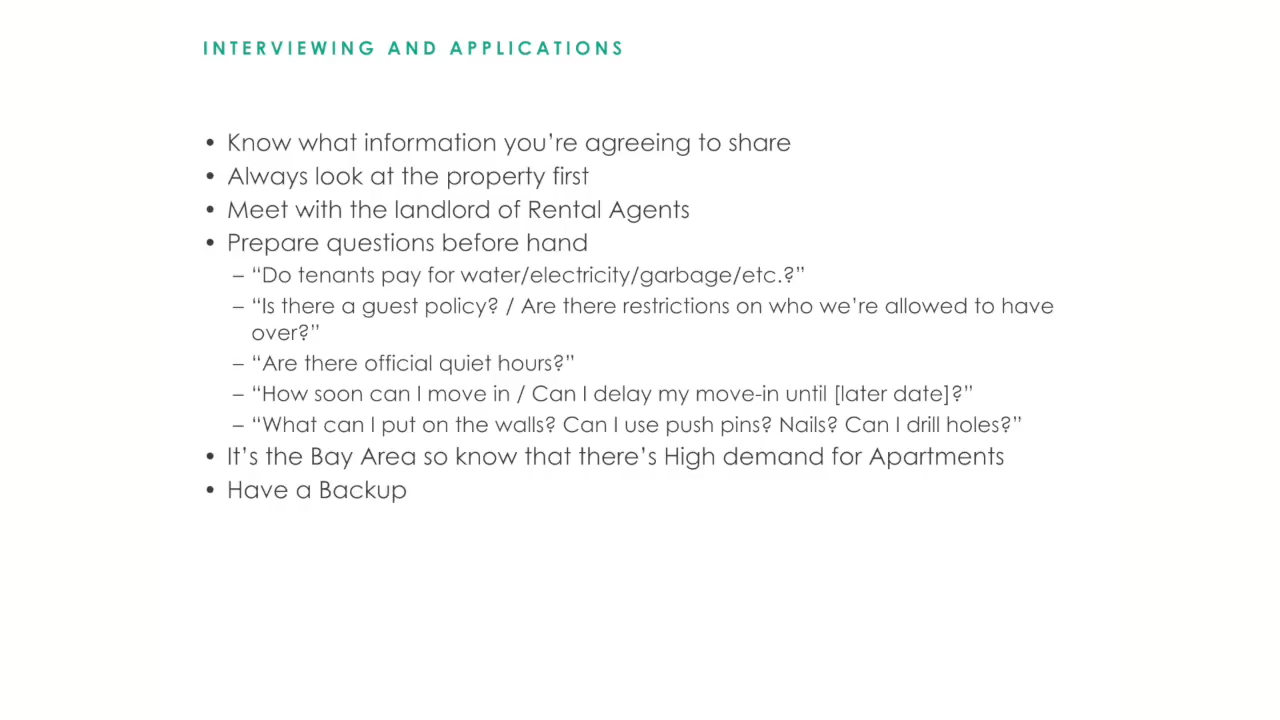 INTERVIEWING AND APPLICATIONS
• Know what information you’re agreeing to share
• Always look at the property first
• Meet with the landlord of Rental Agents
• Prepare questions before hand
– “Do tenants pay for water/electricity/garbage/etc.?”
– “Is there a guest policy? / Are there restrictions on who we’re allowed to have
over?”
– “Are there official quiet hours?”
– “How soon can I move in / Can I delay my move-in until [later date]?”
– “What can I put on the walls? Can I use push pins? Nails? Can I drill holes?”
• It’s the Bay Area so know that there’s High demand for Apartments
• Have a Backup